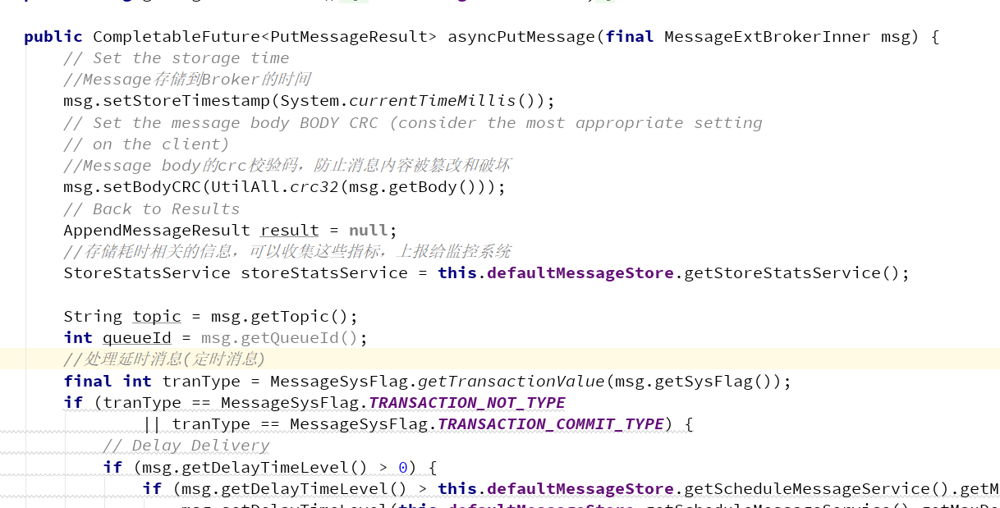 public CompletableFuture<PutMessageResult> asyncPutMessage(final MessageExtBrokerInner msg) {
// Set the storage time
//Message存储到Broker的时间
msg.setStoreTimestamp(System.currentTimeMillis());
// Set the message body BODY CRC (consider the most appropriate setting
// on the client)
//Message body的crc校验码，防止消息内容被篡改和破坏
msg.setBodyCRC(UtilAll.crc32(msg.getBody()));
// Back to Results
AppendMessageResult result = null;
//存储耗时相关的信息，可以收集这些指标，上报给监控系统
StoreStatsService storeStatsService = this.defaultMessageStore.getStoreStatsService();
String topic = msg.getTopic();
int queueId = msg.getQueueId();
//处理延时消息(定时消息)
final int tranType = MessageSysFlag.getTransactionValue(msg.getSysFlag());
if (tranType == MessageSysFlag.TRANSACTION_NOT_TYPE
|| tranType == MessageSysFlag.TRANSACTION_COMMIT_TYPE) {
// Delay Delivery
if (msg.getDelayTimeLevel() > 0) {
if (msg.getDelayTimeLevel() > this.defaultMessageStore.getScheduleMessageService().getM